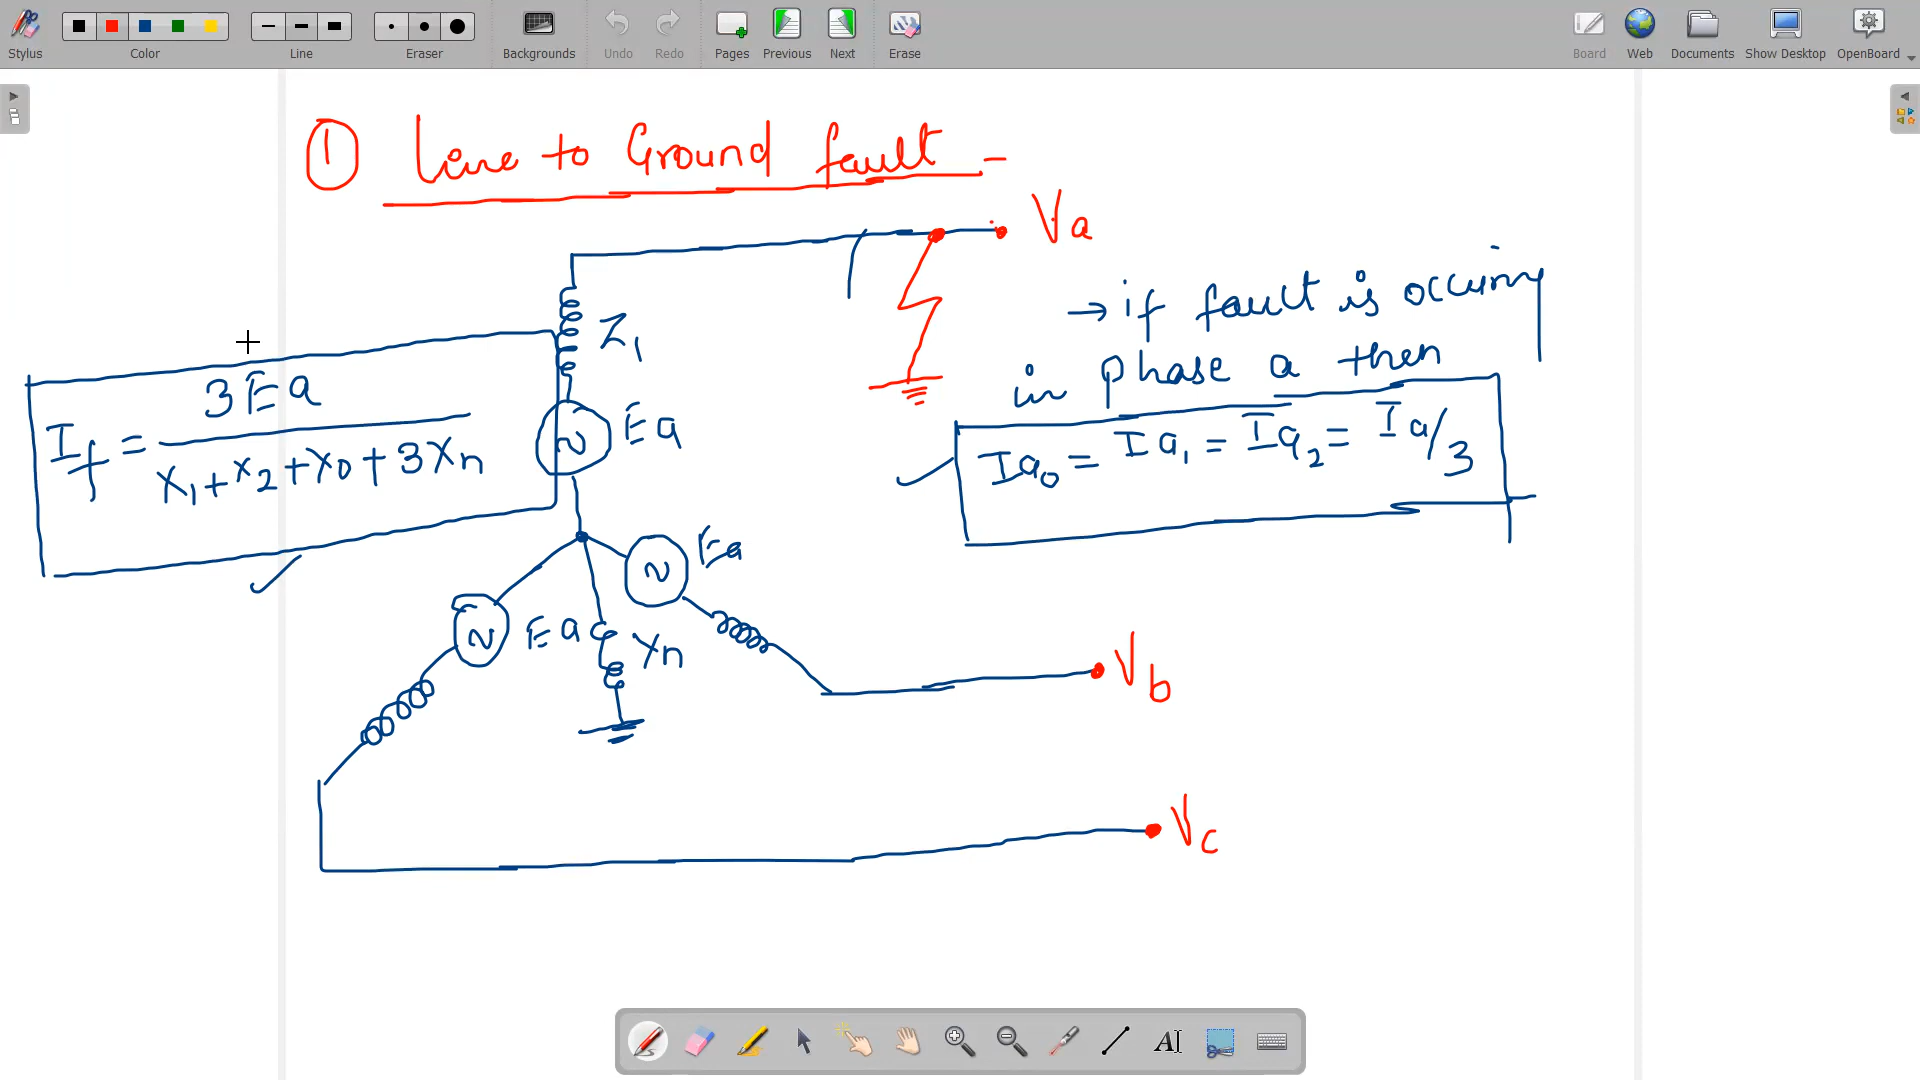 Stylus
Color
Line
Eraser
Backgrounds
Undo
Redo
Pages
Previous
Next
Erase
Board
Web
Documents
Show Desktop
OpenBoard
① Line to Ground fault -
Va
→ if fault is occuring
in phase a then
Ia0 = Ia1 = Ia2 = Ia/3
Z1
3Ea
If =
X1+X2+X0+3Xn
Ea
Ea
Ea
Xn
Vb
Vc